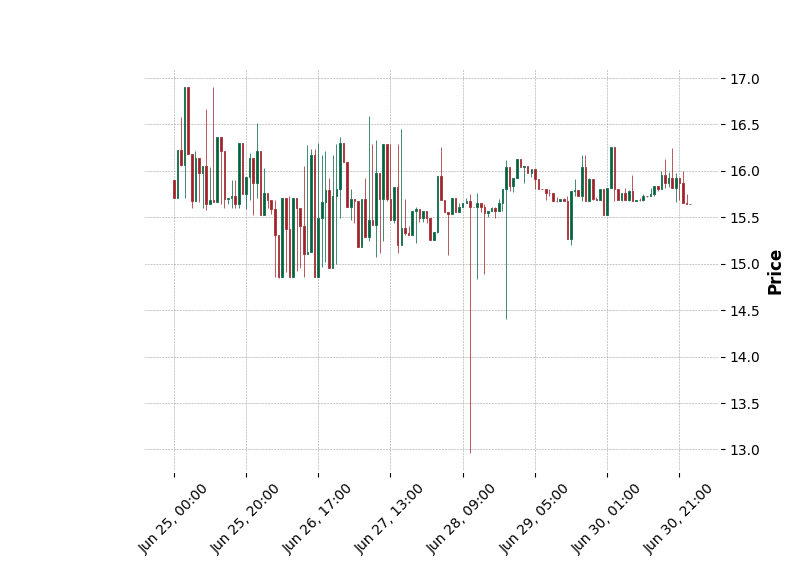 17.0
16.5
16.0
15.5
15.0
14.5
14.0
13.5
13.0
Price
Jun 25, 00:00
Jun 25, 20:00
Jun 26, 17:00
Jun 27, 13:00
Jun 28, 09:00
Jun 29, 05:00
Jun 30, 01:00
Jun 30, 21:00